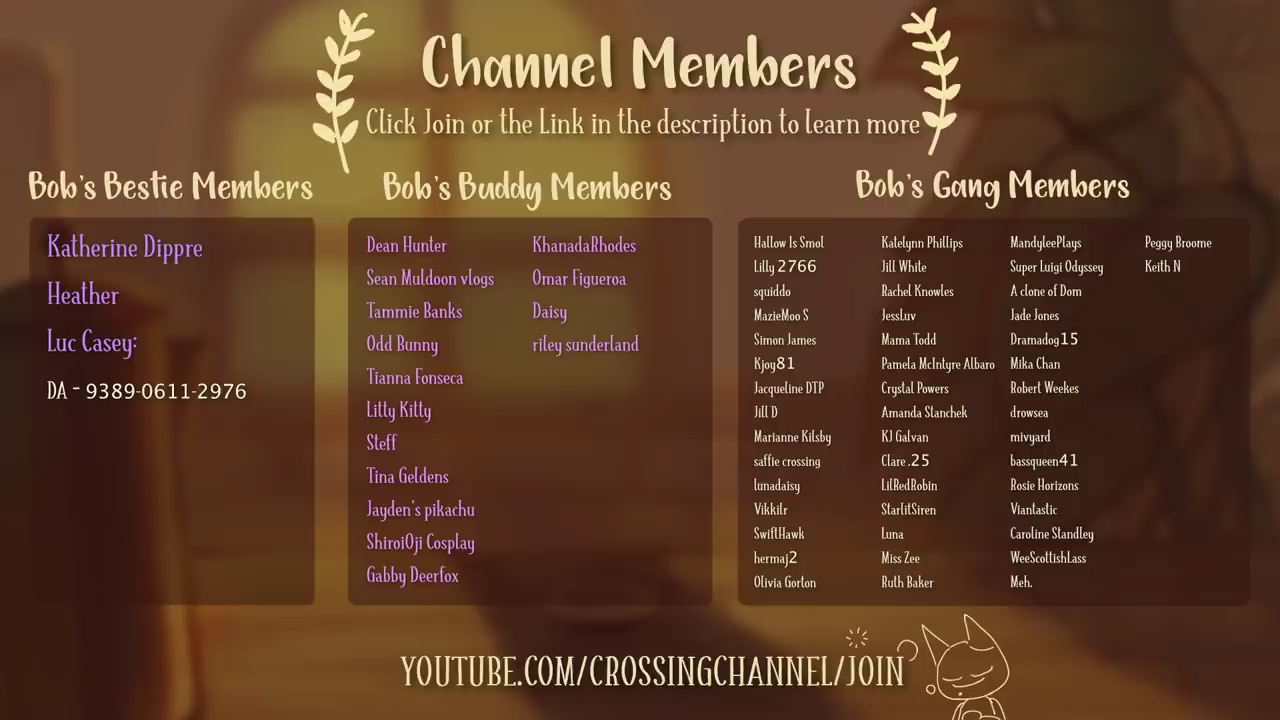 Channel Members
Click Join or the Link in the description to learn more
Bob's Bestie Members
Katherine Dippre
Heather
Luc Casey:
DA - 9389-0611-2976
Bob's Buddy Members
Dean Hunter
Sean Muldoon vlogs
Tammie Banks
Odd Bunny
Tianna Fonseca
Litty Kitty
Steff
Tina Geldens
Jayden's pikachu
ShiroiOji Cosplay
Gabby Deerfox
KhanadaRhodes
Omar Figueroa
Daisy
riley sunderland
Bob's Gang Members
Hallow Is Smol
Lilly 2766
squiddo
MazieMoo S
Simon James
Kjoy81
Jacqueline DTP
Jill D
Marianne Kilsby
saffie crossing
lunadaisy
Vikkilr
SwiftHawk
hermaj2
Olivia Gorton
Katelynn Phillips
Jill White
Rachel Knowles
JessLuv
Mama Todd
Pamela McIntyre Albaro
Crystal Powers
Amanda Stanchek
KJ Galvan
Clare .25
LilRedRobin
StarlitSiren
Luna
Miss Zee
Ruth Baker
MandyleePlays
Super Luigi Odyssey
A clone of Dom
Jade Jones
Dramadog15
Mika Chan
Robert Weekes
drowsea
mivyard
bassqueen41
Rosie Horizons
Viantastic
Caroline Standley
WeeScottishLass
Meh.
Peggy Broome
Keith N
YOUTUBE.COM/CROSSINGCHANNEL/JOIN